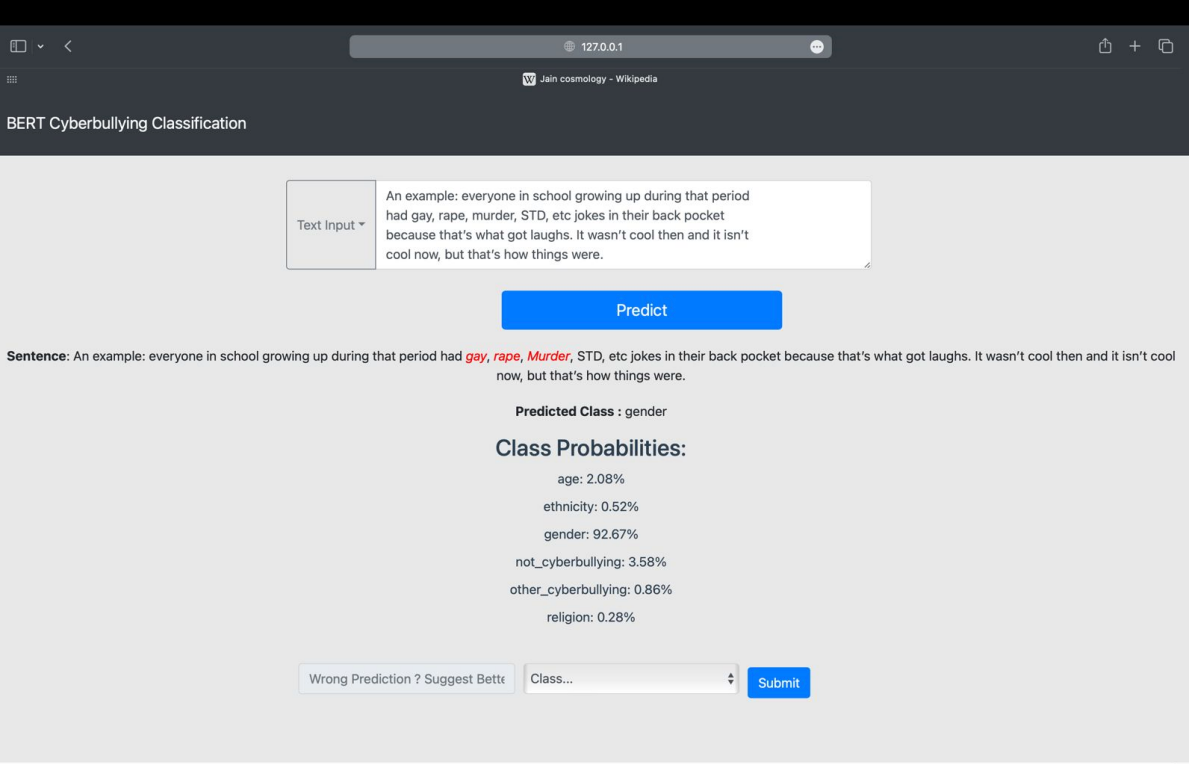 127.0.0.1
Jain cosmology - Wikipedia
BERT Cyberbullying Classification
Text Input
An example: everyone in school growing up during that period
had gay, rape, murder, STD, etc jokes in their back pocket
because that's what got laughs. It wasn't cool then and it isn't
cool now, but that's how things were.
Predict
Sentence: An example: everyone in school growing up during that period had gay, rape, Murder, STD, etc jokes in their back pocket because that's what got laughs. It wasn't cool then and it isn't cool
now, but that's how things were.
Predicted Class : gender
Class Probabilities:
age: 2.08%
ethnicity: 0.52%
gender: 92.67%
not_cyberbullying: 3.58%
other_cyberbullying: 0.86%
religion: 0.28%
Wrong Prediction ? Suggest Bette
Class...
Submit